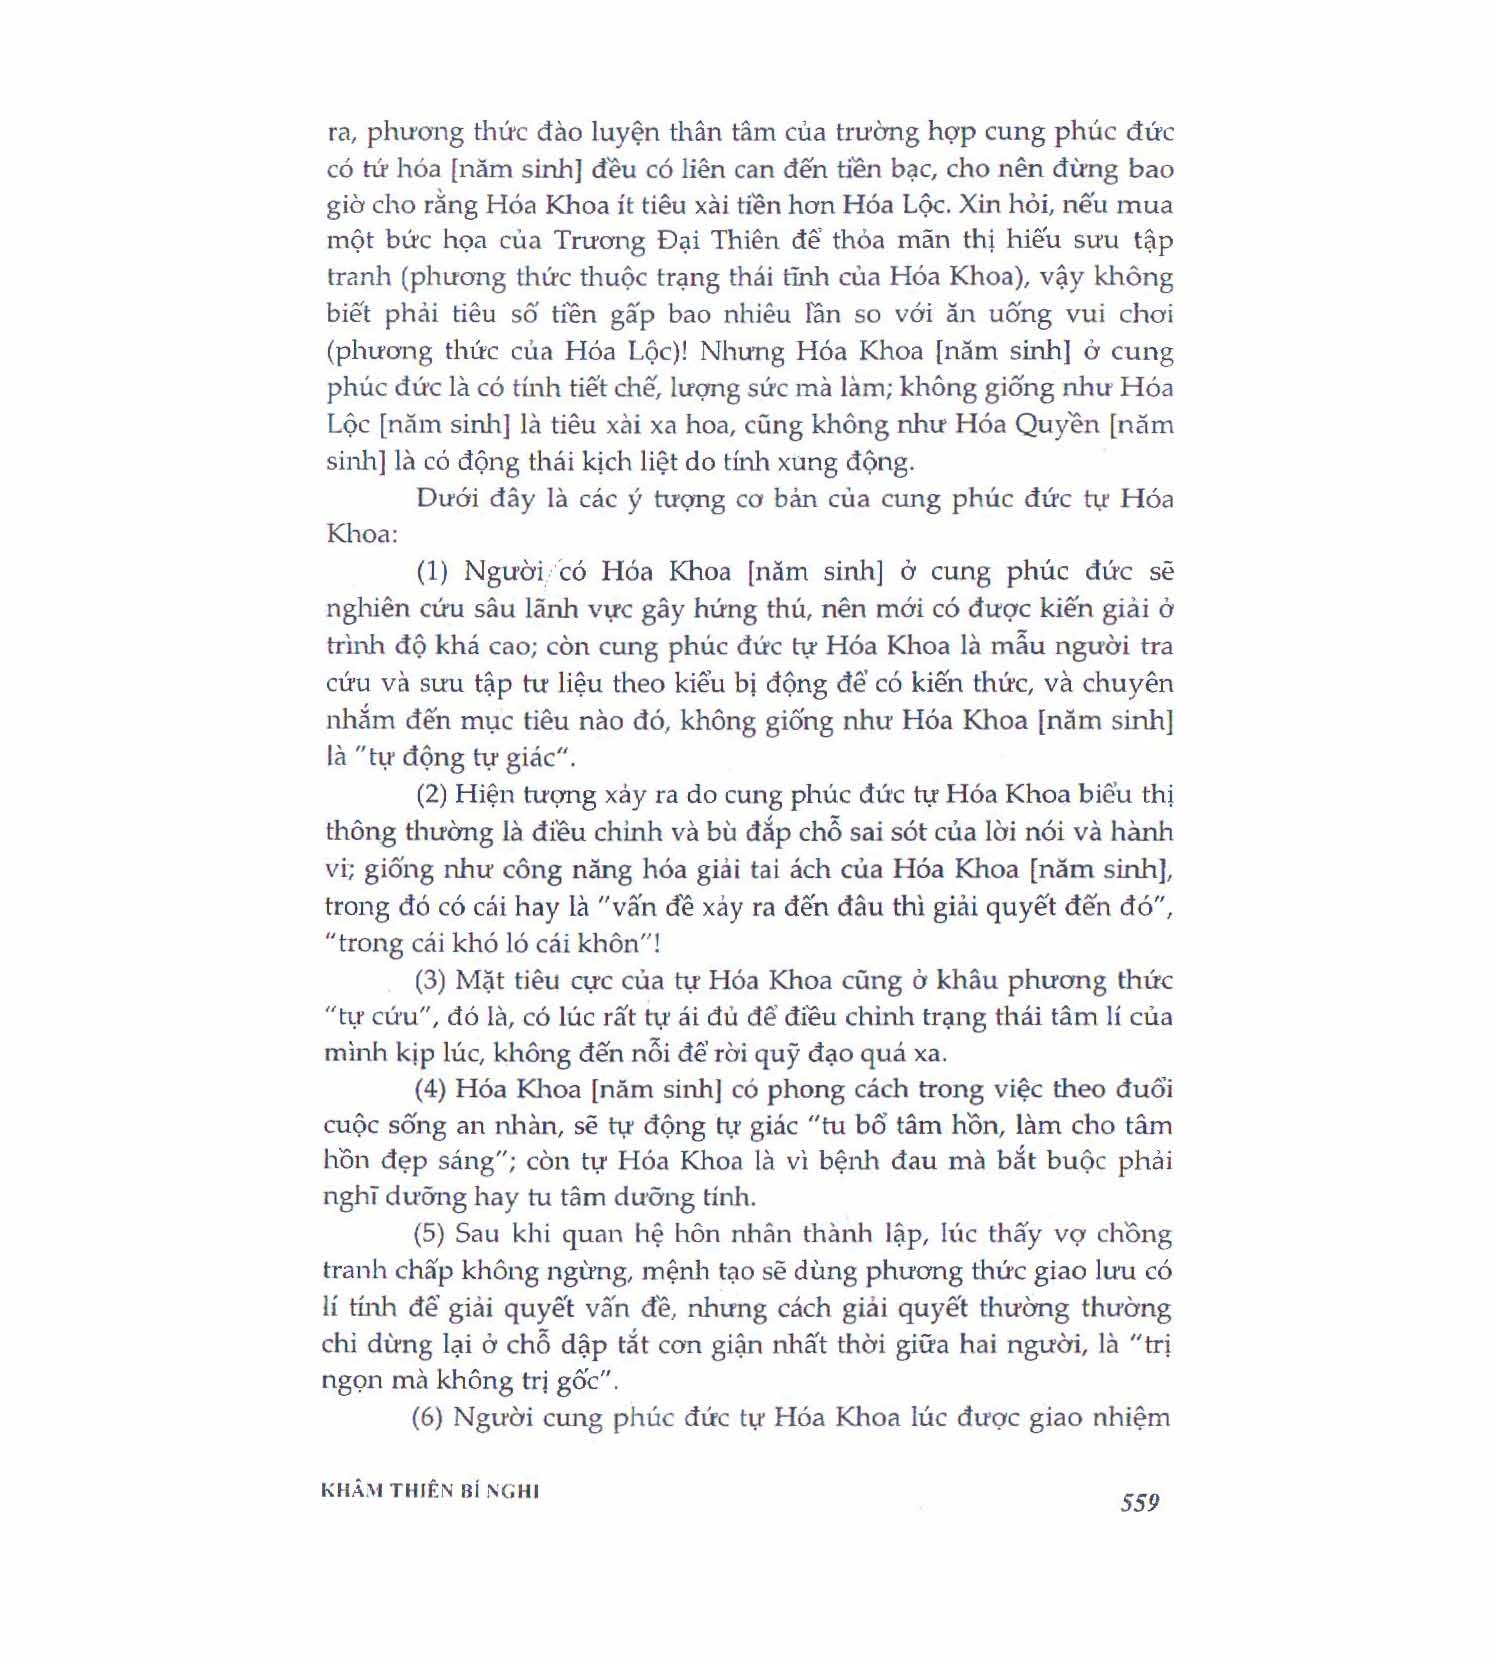 ra, phương thức đào luyện thân tâm của trường hợp cung phúc đức
có tứ hóa [năm sinh] đều có liên can đến tiền bạc, cho nên đừng bao
giờ cho rằng Hóa Khoa ít tiêu xài tiền hơn Hóa Lộc. Xin hỏi, nếu mua
một bức họa của Trương Đại Thiên để thỏa mãn thị hiếu sưu tập
tranh (phương thức thuộc trạng thái tĩnh của Hóa Khoa), vậy không
biết phải tiêu số tiền gấp bao nhiêu lần so với ăn uống vui chơi
(phương thức của Hóa Lộc)! Nhưng Hóa Khoa [năm sinh] ở cung
phúc đức là có tính tiết chế, lượng sức mà làm; không giống như Hóa
Lộc [năm sinh] là tiêu xài xa hoa, cũng không như Hóa Quyền [năm
sinh] là có động thái kịch liệt do tính xung động.
Dưới đây là các ý tượng cơ bản của cung phúc đức tự Hóa
Khoa:
(1) Người có Hóa Khoa [năm sinh] ở cung phúc đức sẽ
nghiên cứu sâu lãnh vực gây hứng thú, nên mới có được kiến giải ở
trình độ khá cao; còn cung phúc đức tự Hóa Khoa là mẫu người tra
cứu và sưu tập tư liệu theo kiểu bị động để có kiến thức, và chuyên
nhắm đến mục tiêu nào đó, không giống như Hóa Khoa [năm sinh]
là "tự động tự giác".
(2) Hiện tượng xảy ra do cung phúc đức tự Hóa Khoa biểu thị
thông thường là điều chỉnh và bù đắp chỗ sai sót của lời nói và hành
vi; giống như công năng hóa giải tai ách của Hóa Khoa [năm sinh],
trong đó có cái hay là "vấn đề xảy ra đến đâu thì giải quyết đến đó",
"trong cái khó ló cái khôn"!
(3) Mặt tiêu cực của tự Hóa Khoa cũng ở khâu phương thức
"tự cứu", đó là, có lúc rất tự ái đủ để điều chỉnh trạng thái tâm lí của
mình kịp lúc, không đến nỗi để rời quỹ đạo quá xa.
(4) Hóa Khoa [năm sinh] có phong cách trong việc theo đuổi
cuộc sống an nhàn, sẽ tự động tự giác "tu bổ tâm hồn, làm cho tâm
hồn đẹp sáng"; còn tự Hóa Khoa là vì bệnh đau mà bắt buộc phải
nghĩ dưỡng hay tu tâm dưỡng tính.
(5) Sau khi quan hệ hôn nhân thành lập, lúc thấy vợ chồng
tranh chấp không ngừng, mệnh tạo sẽ dùng phương thức giao lưu có
lí tính để giải quyết vấn đề, nhưng cách giải quyết thường thường
chỉ dừng lại ở chỗ dập tắt cơn giận nhất thời giữa hai người, là "trị
ngọn mà không trị gốc".
(6) Người cung phúc đức tự Hóa Khoa lúc được giao nhiệm
KHÂM THIÊN BÍ NGHI
559